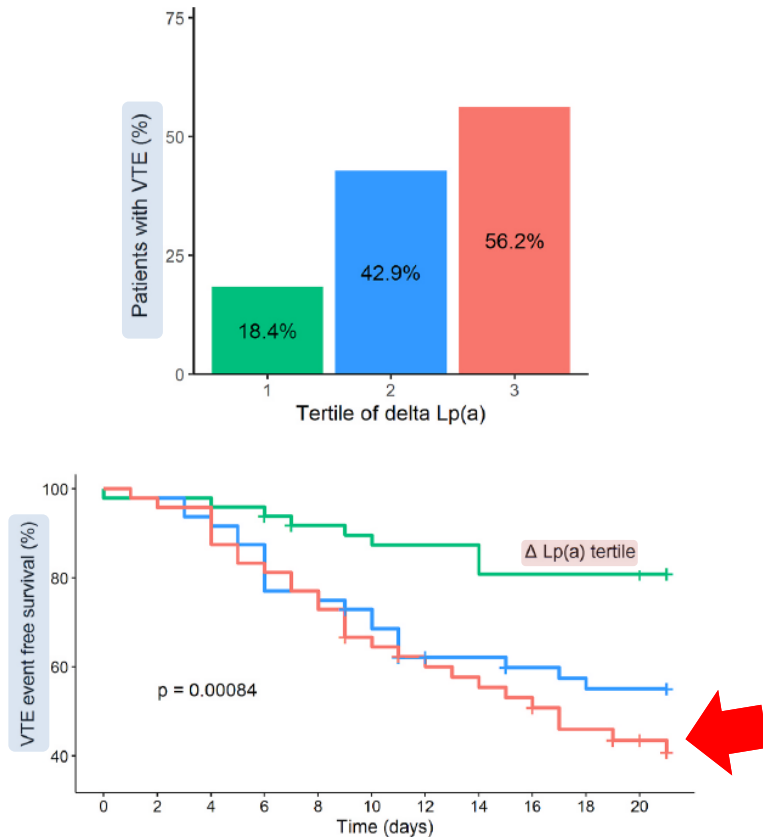 75
Patients with VTE (%)
50
56.2%
42.9%
25
18.4%
0
1 2 3
Tertile of delta Lp(a)
100
VTE event free survival (%)
Δ Lp(a) tertile
80
60
p = 0.00084
40
0 2 4 6 8 10 12 14 16 18 20
Time (days)